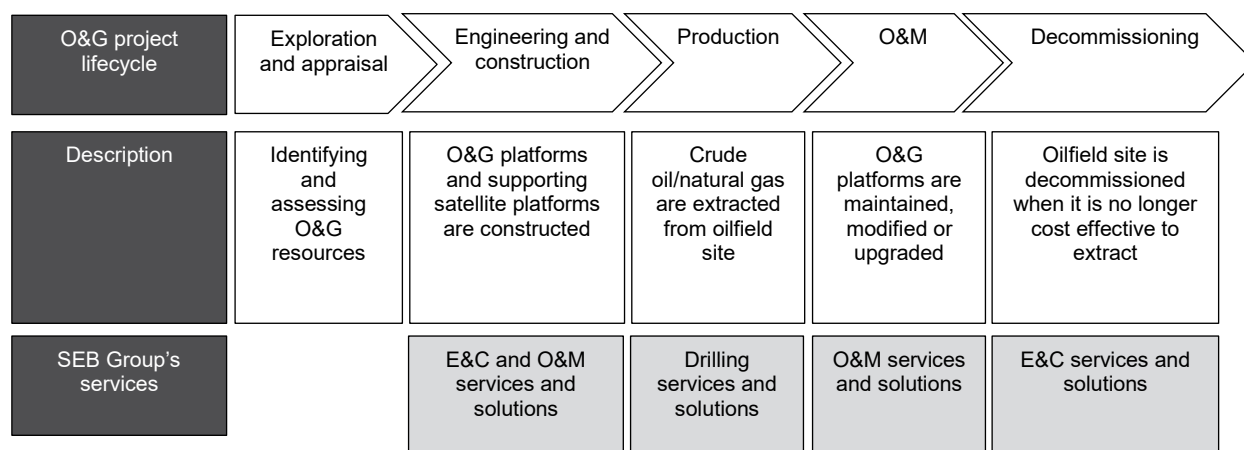 O&G project
lifecycle
Exploration
and appraisal
Engineering and
construction
Production
O&M
Decommissioning
Description
Identifying
and
assessing
O&G
resources
O&G platforms
and supporting
satellite platforms
are constructed
Crude
oil/natural gas
are extracted
from oilfield
site
O&G
platforms are
maintained,
modified or
upgraded
Oilfield site is
decommissioned
when it is no longer
cost effective to
extract
SEB Group’s
services
E&C and O&M
services and
solutions
Drilling
services and
solutions
O&M services
and solutions
E&C services and
solutions